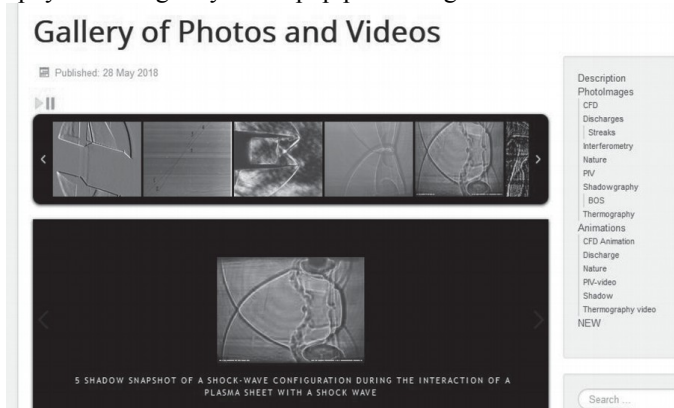 Gallery of Photos and Videos
Published: 28 May 2018
5 SHADOW SNAPSHOT OF A SHOCK-WAVE CONFIGURATION DURING THE INTERACTION OF A
PLASMA SHEET WITH A SHOCK WAVE
Description
PhotoImages
CFD
Discharges
Streaks
Interferometry
Nature
PIV
Shadowgraphy
BOS
Thermography
Animations
CFD Animation
Discharge
Nature
PIV-video
Shadow
Thermography video
NEW
Search ...